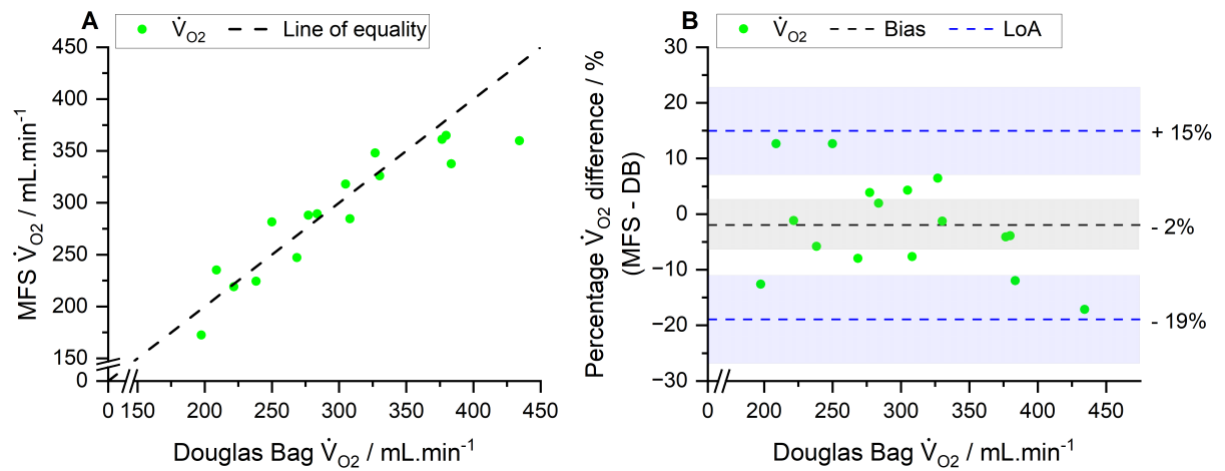 A
V̇O2 Line of equality
450
400
350
300
250
200
150
0
MFS V̇O2 / mL.min-1
0 150 200 250 300 350 400 450
Douglas Bag V̇O2 / mL.min-1
B
V̇O2 Bias LoA
30
20
10
0
−10
−20
−30
Percentage V̇O2 difference / %
(MFS - DB)
+ 15%
- 2%
- 19%
0 200 250 300 350 400 450
Douglas Bag V̇O2 / mL.min-1